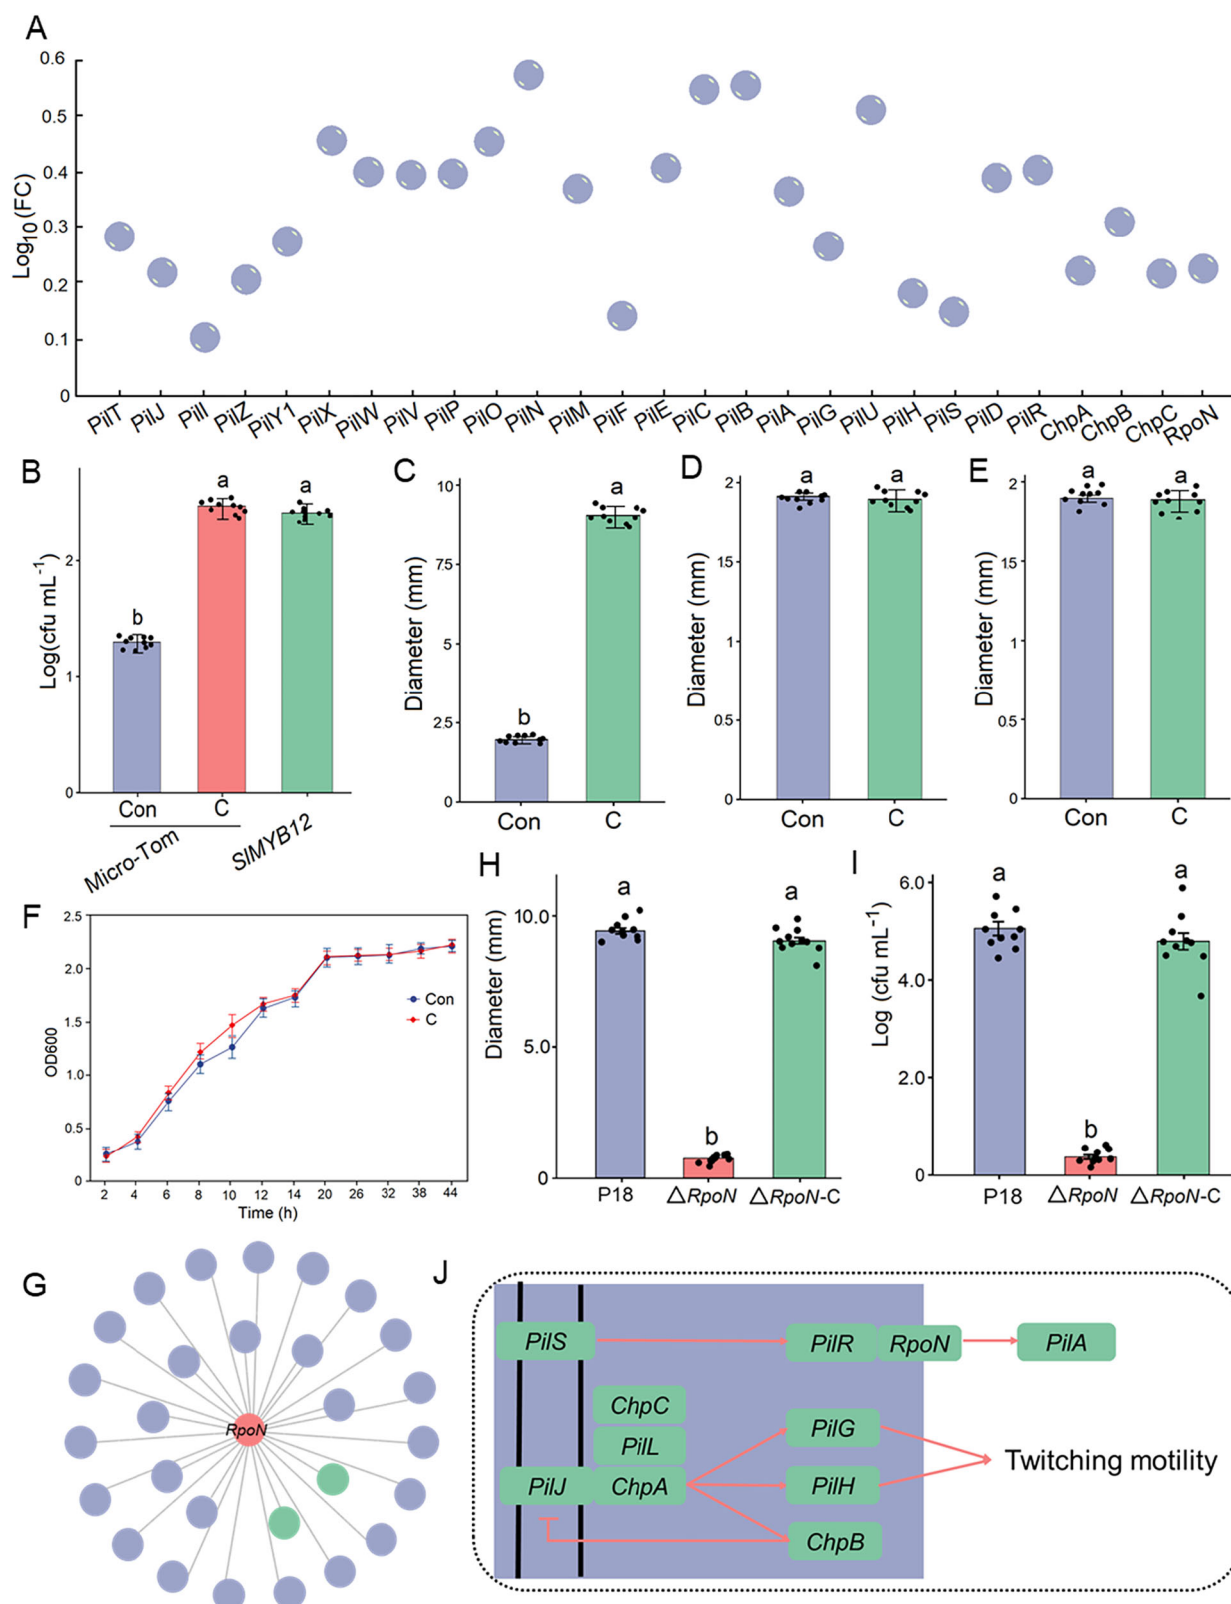 A
Log10(FC)
0.6
0.5
0.4
0.3
0.2
0.1
0
PilT PilJ PilI PilZ PilY1 PilX PilW PilV PilP PilO PilN PilM PilF PilE PilC PilB PilA PilG PilU PilH PilS PilD PilR ChpA ChpB ChpC RpoN
B
Log(cfu mL-1)
2
1
0
b
a
a
Con C
Micro-Tom
SlMYB12
C
Diameter (mm)
10
7.5
5
2.5
0
b
a
Con C
D
Diameter (mm)
2
15
1
0.5
0
a
a
Con C
E
Diameter (mm)
2
15
1
0.5
0
a
a
Con C
F
OD600
2.5
2.0
1.5
1.0
0.5
0
Con
C
2 4 6 8 10 12 14 20 26 32 38 44
Time (h)
H
Diameter (mm)
10.0
5.0
0
a
b
a
P18 △RpoN △RpoN-C
I
Log (cfu mL-1)
6.0
4.0
2.0
0
a
b
a
P18 △RpoN △RpoN-C
G
RpoN
J
PilS PilR RpoN PilA
ChpC
PilL
PilJ ChpA
PilG
PilH
ChpB
Twitching motility